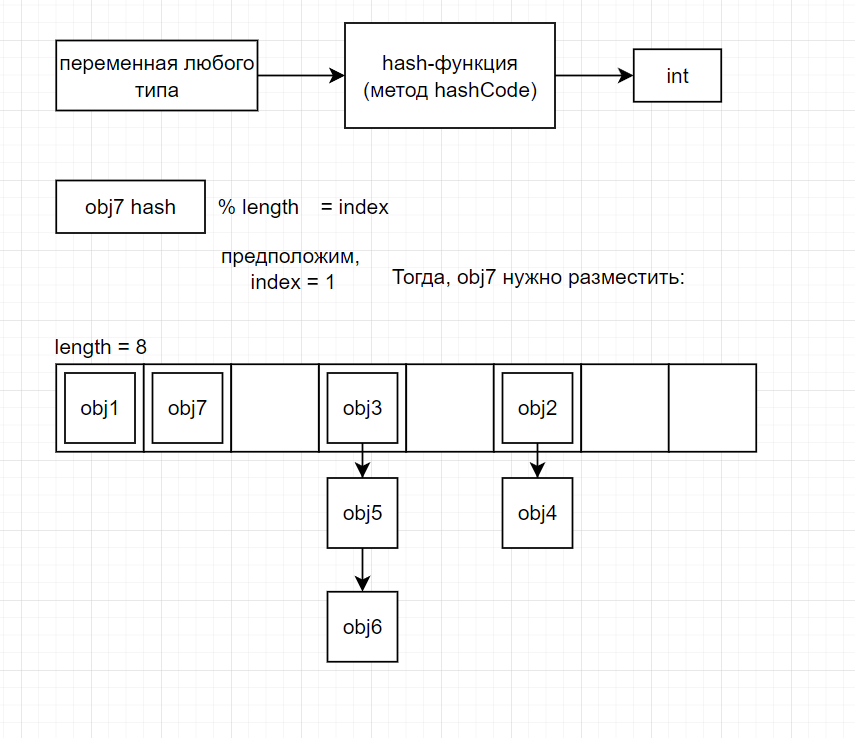 переменная любого
типа
hash-функция
(метод hashCode)
int
obj7 hash
% length = index
предположим,
index = 1
Тогда, obj7 нужно разместить:
length = 8
obj1
obj7
obj3
obj2
obj5
obj4
obj6